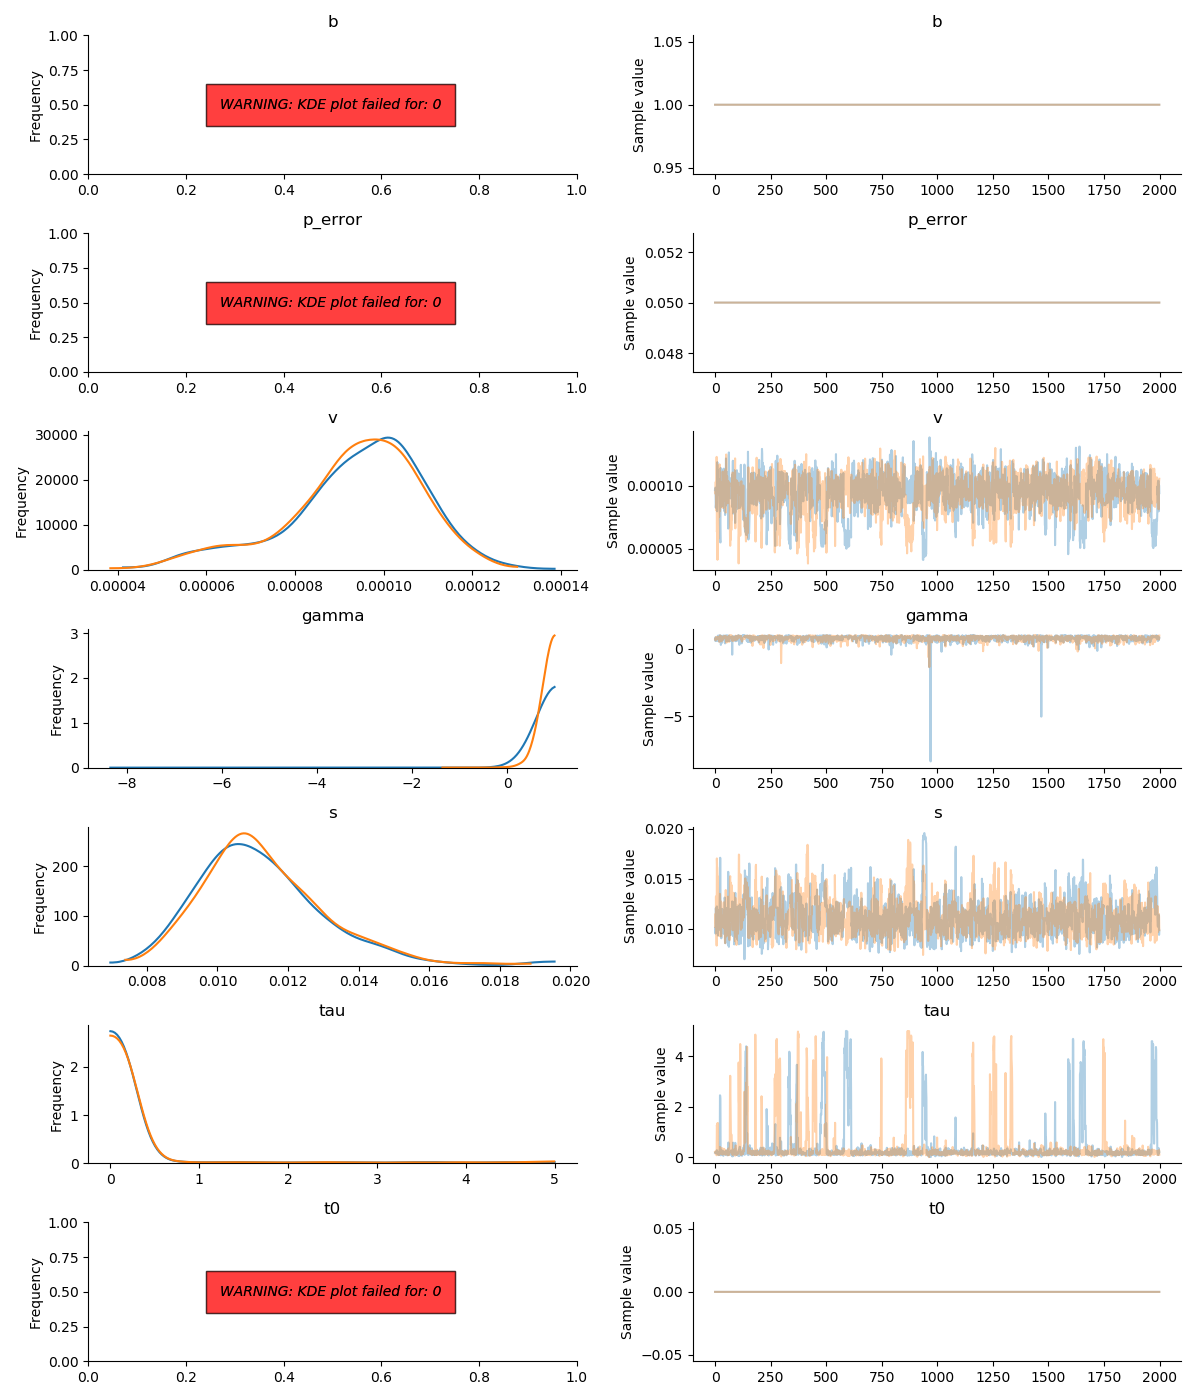 b
b
Frequency
1.00
0.75
0.50
0.25
0.00
WARNING: KDE plot failed for: 0
0.0 0.2 0.4 0.6 0.8 1.0
Sample value
1.05
1.00
0.95
0 250 500 750 1000 1250 1500 1750 2000
p_error
p_error
Frequency
1.00
0.75
0.50
0.25
0.00
WARNING: KDE plot failed for: 0
0.0 0.2 0.4 0.6 0.8 1.0
Sample value
0.052
0.050
0.048
0 250 500 750 1000 1250 1500 1750 2000
v
v
Frequency
30000
20000
10000
0
0.00004 0.00006 0.00008 0.00010 0.00012 0.00014
Sample value
0.00010
0.00005
0 250 500 750 1000 1250 1500 1750 2000
gamma
gamma
Frequency
3
2
1
0
−8 −6 −4 −2 0
Sample value
0
−5
0 250 500 750 1000 1250 1500 1750 2000
s
s
Frequency
200
100
0
0.008 0.010 0.012 0.014 0.016 0.018 0.020
Sample value
0.020
0.015
0.010
0 250 500 750 1000 1250 1500 1750 2000
tau
tau
Frequency
2
1
0
0 1 2 3 4 5
Sample value
4
2
0
0 250 500 750 1000 1250 1500 1750 2000
t0
t0
Frequency
1.00
0.75
0.50
0.25
0.00
WARNING: KDE plot failed for: 0
0.0 0.2 0.4 0.6 0.8 1.0
Sample value
0.05
0.00
−0.05
0 250 500 750 1000 1250 1500 1750 2000